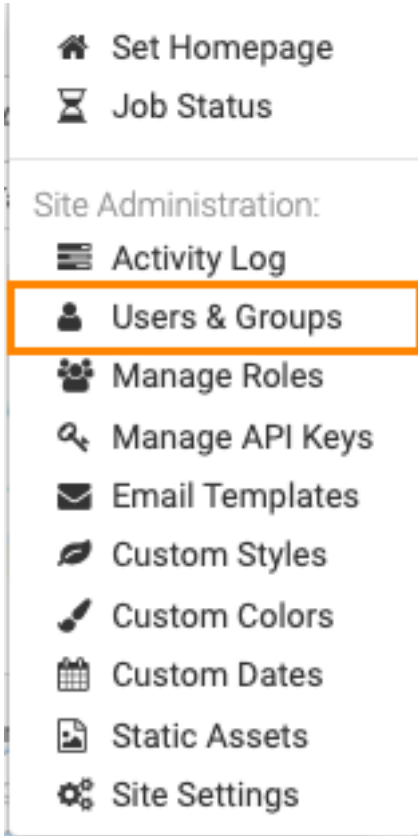 Set Homepage
Job Status
Site Administration:
Activity Log
Users & Groups
Manage Roles
Manage API Keys
Email Templates
Custom Styles
Custom Colors
Custom Dates
Static Assets
Site Settings